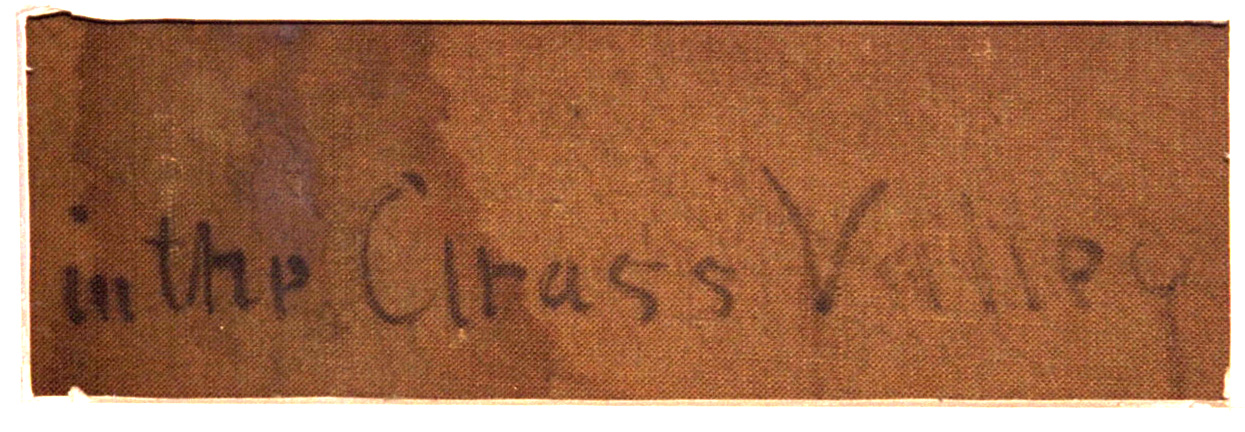 in the Grass Valley